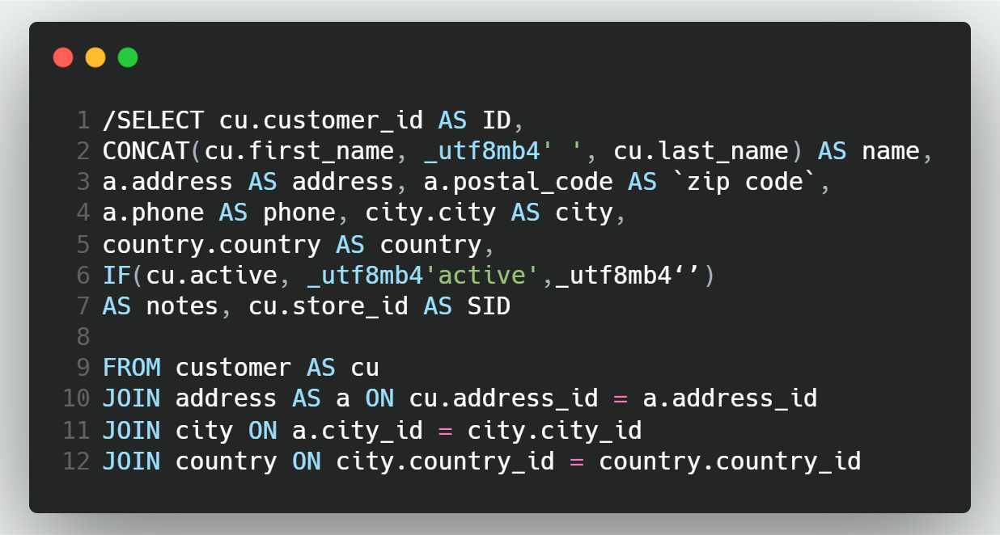 1 /SELECT cu.customer_id AS ID,
2 CONCAT(cu.first_name, _utf8mb4' ', cu.last_name) AS name,
3 a.address AS address, a.postal_code AS `zip code`,
4 a.phone AS phone, city.city AS city,
5 country.country AS country,
6 IF(cu.active, _utf8mb4'active',_utf8mb4‘’)
7 AS notes, cu.store_id AS SID
8
9 FROM customer AS cu
10 JOIN address AS a ON cu.address_id = a.address_id
11 JOIN city ON a.city_id = city.city_id
12 JOIN country ON city.country_id = country.country_id